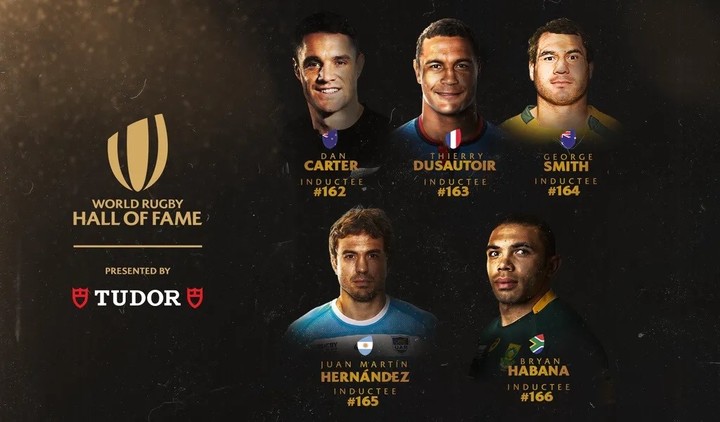 WORLD RUGBY
HALL OF FAME
PRESENTED BY
TUDOR
DAN
CARTER
INDUCTEE
#162
THIERRY
DUSAUTOIR
INDUCTEE
#163
GEORGE
SMITH
INDUCTEE
#164
JUAN MARTÍN
HERNÁNDEZ
INDUCTEE
#165
BRYAN
HABANA
INDUCTEE
#166